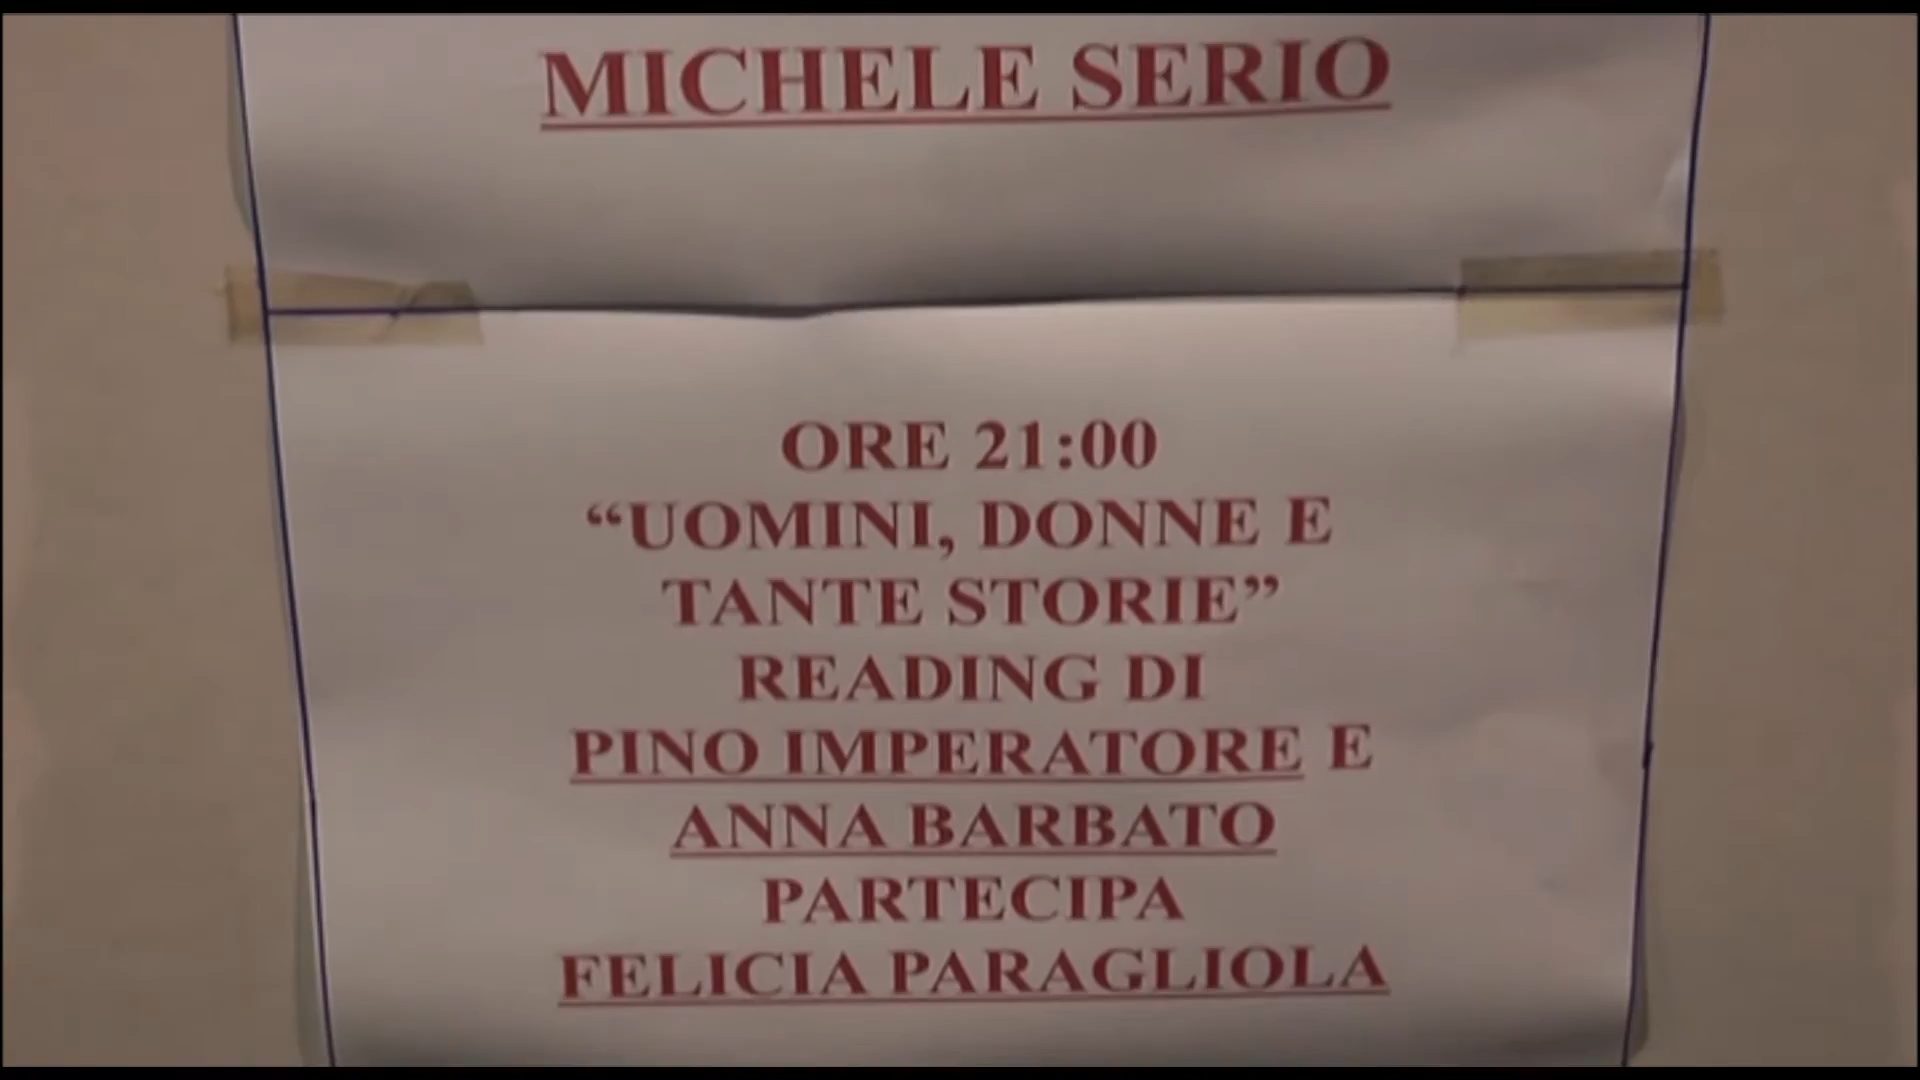 MICHELE SERIO
ORE 21:00
“UOMINI, DONNE E
TANTE STORIE”
READING DI
PINO IMPERATORE E
ANNA BARBATO
PARTECIPA
FELICIA PARAGLIOLA